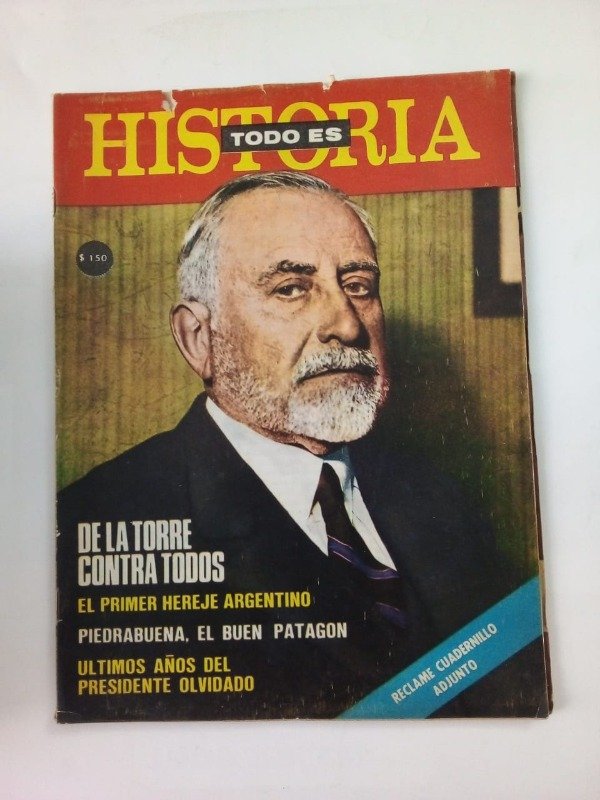 HISTORIA
TODO ES
$ 150
DE LA TORRE
CONTRA TODOS
EL PRIMER HEREJE ARGENTINO
PIEDRABUENA, EL BUEN PATAGON
ULTIMOS AÑOS DEL
PRESIDENTE OLVIDADO
RECLAME CUADERNILLO
ADJUNTO